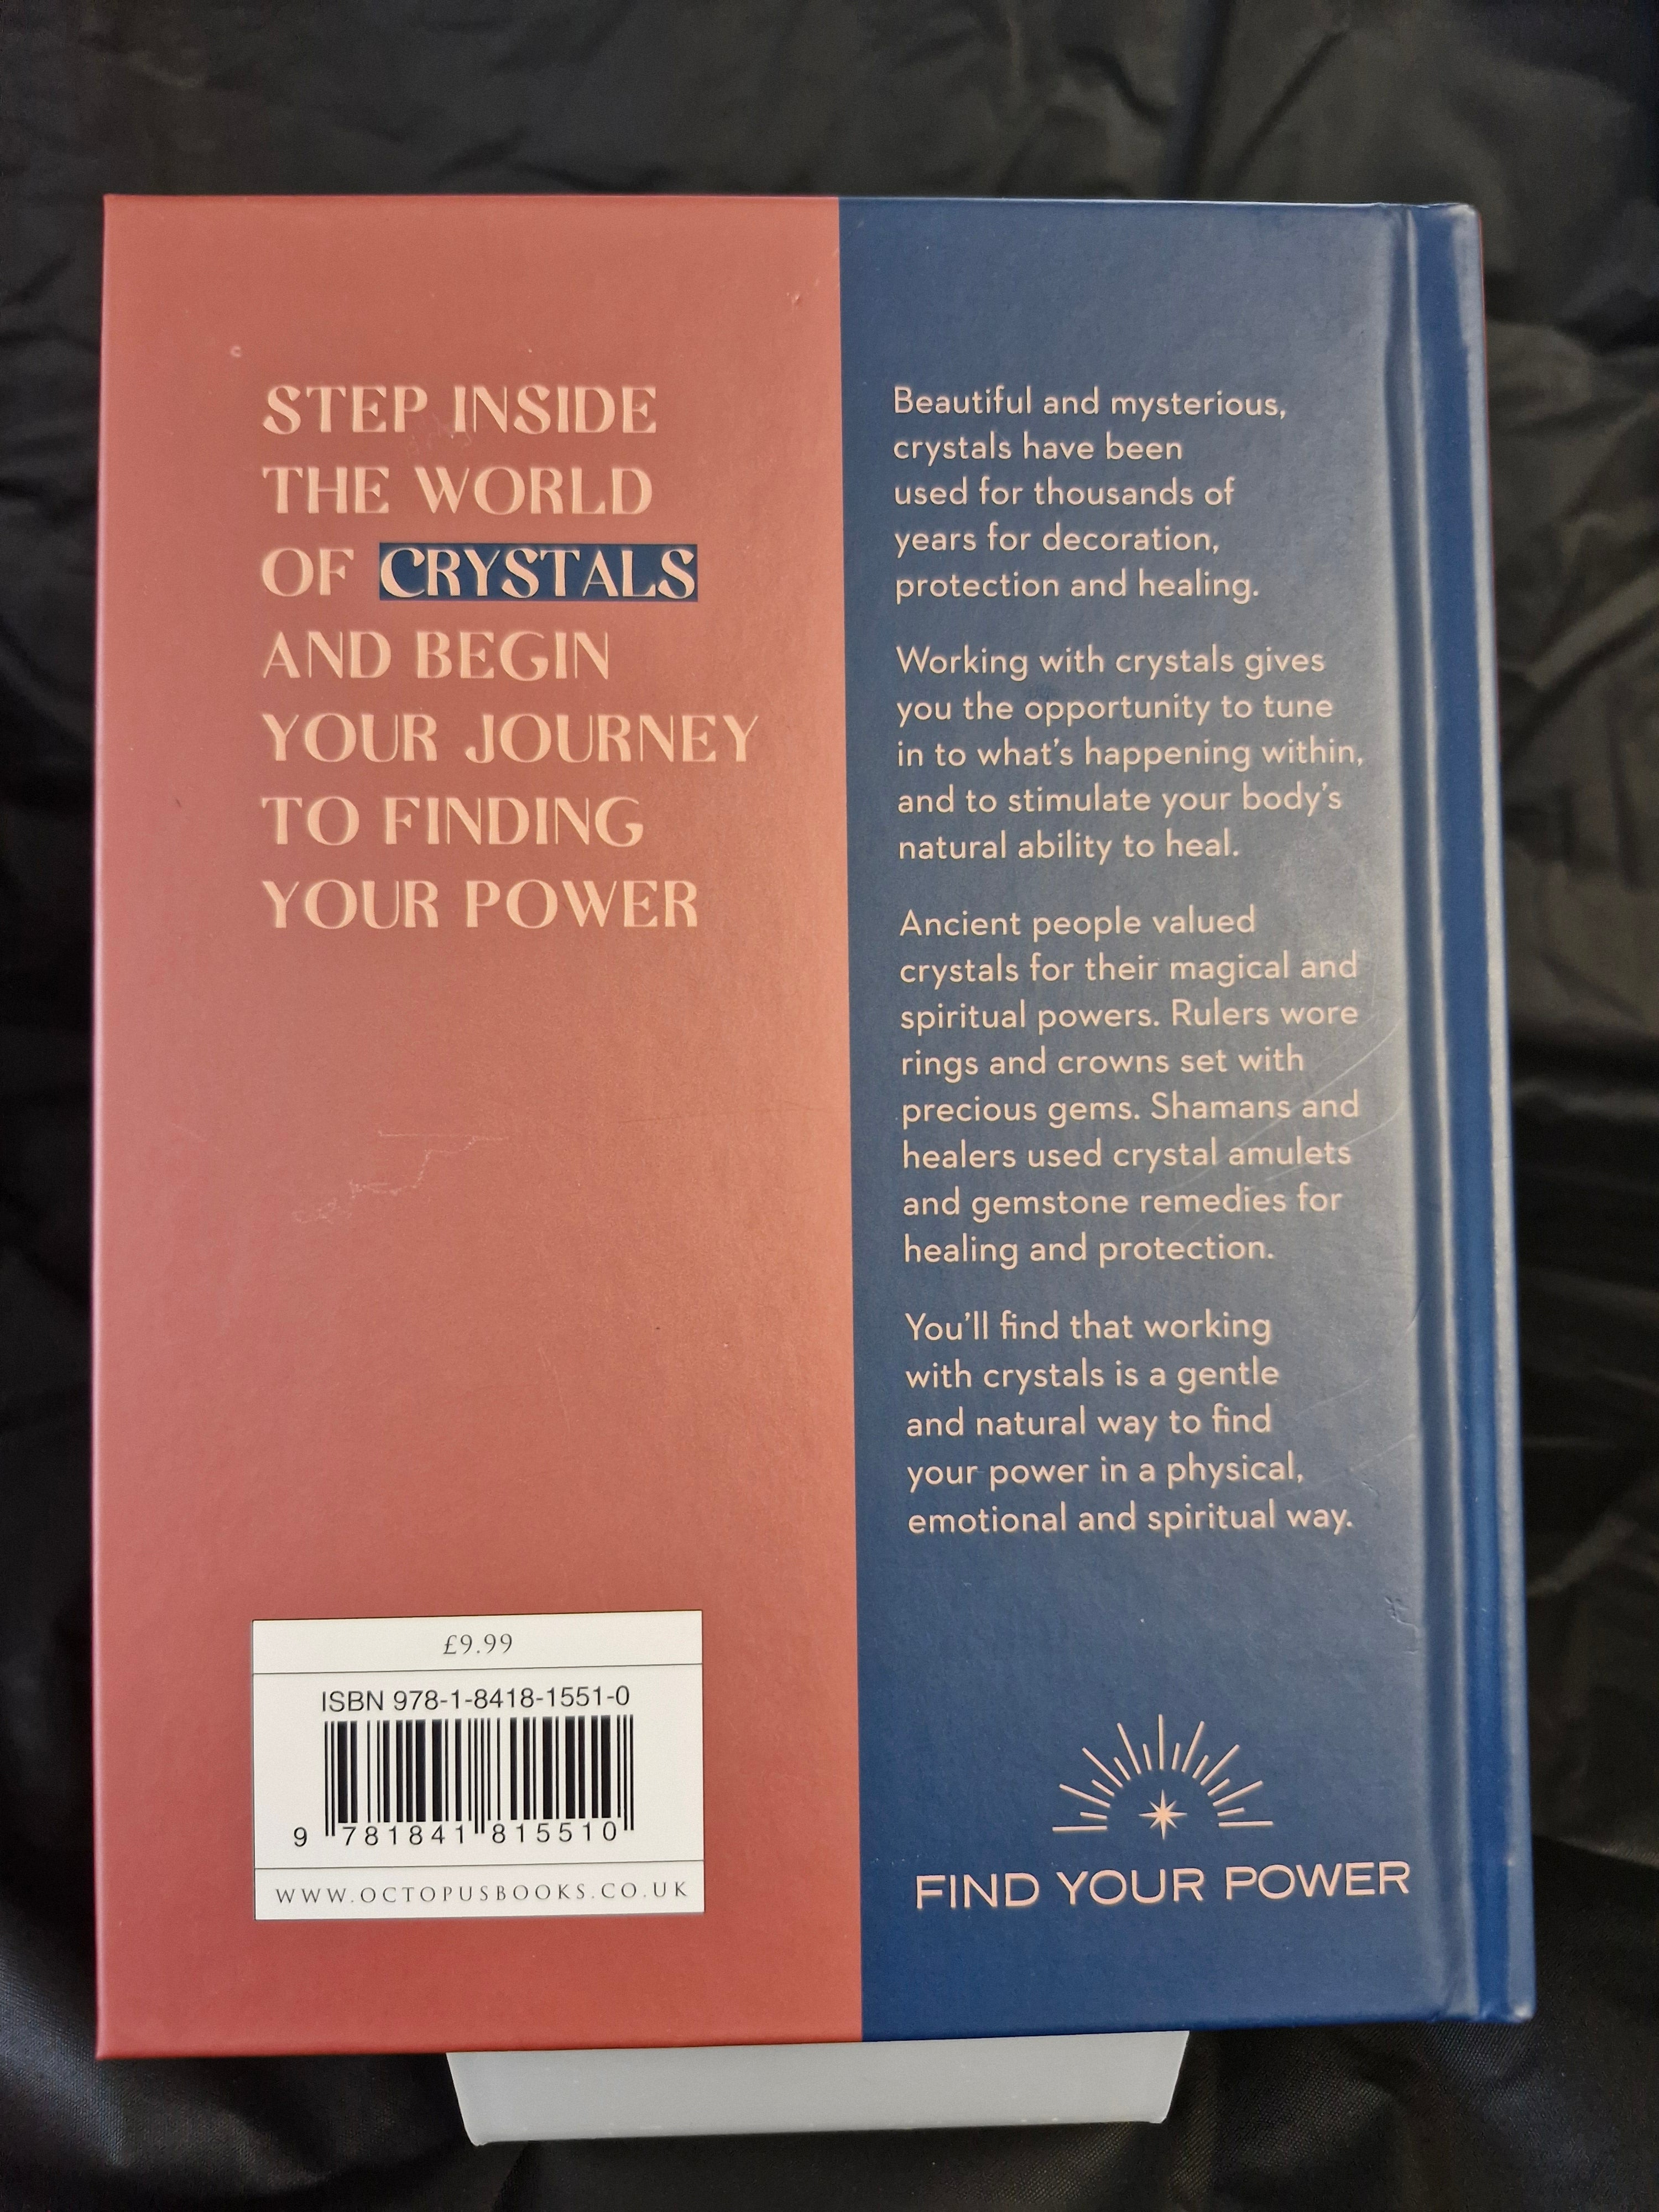 STEP INSIDE
THE WORLD
OF CRYSTALS
AND BEGIN
YOUR JOURNEY
TO FINDING
YOUR POWER
£9.99
ISBN 978-1-8418-1551-0
9 781841 815510
WWW.OCTOPUSBOOKS.CO.UK
Beautiful and mysterious,
crystals have been
used for thousands of
years for decoration,
protection and healing.
Working with crystals gives
you the opportunity to tune
in to what's happening within,
and to stimulate your body's
natural ability to heal.
Ancient people valued
crystals for their magical and
spiritual powers. Rulers wore
rings and crowns set with
precious gems. Shamans and
healers used crystal amulets
and gemstone remedies for
healing and protection.
You'll find that working
with crystals is a gentle
and natural way to find
your power in a physical,
emotional and spiritual way.
FIND YOUR POWER